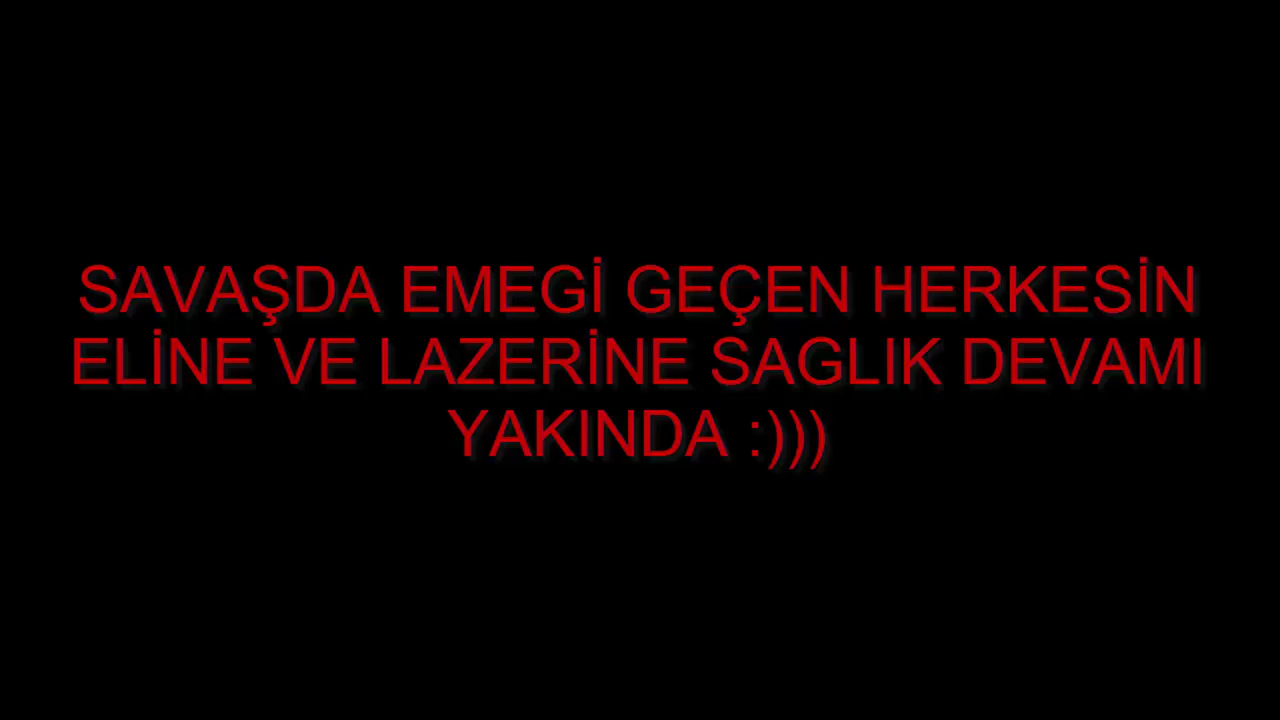 SAVAŞDA EMEGİ GEÇEN HERKESİN
ELİNE VE LAZERİNE SAGLIK DEVAMI
YAKINDA :)))